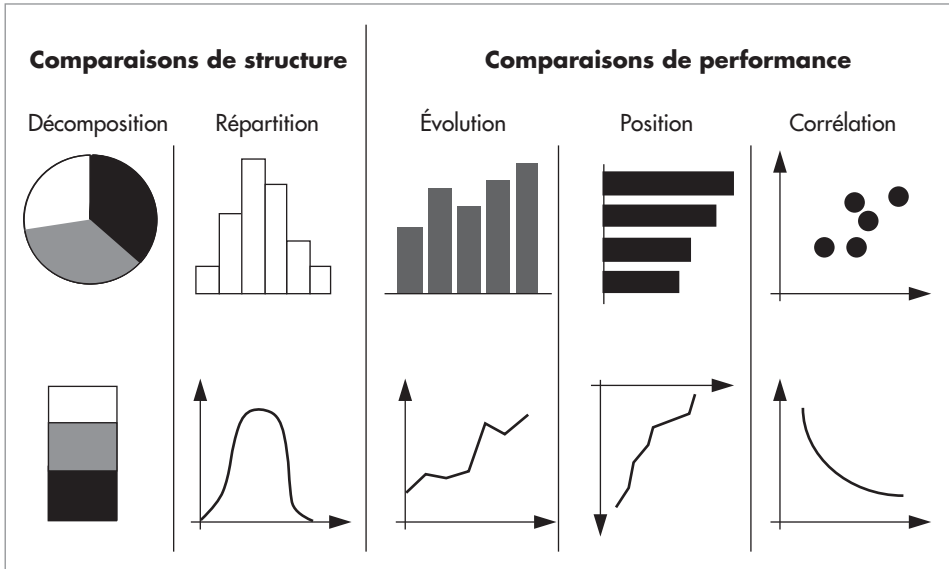 Comparaisons de structure
Comparaisons de performance
Décomposition
Répartition
Évolution
Position
Corrélation